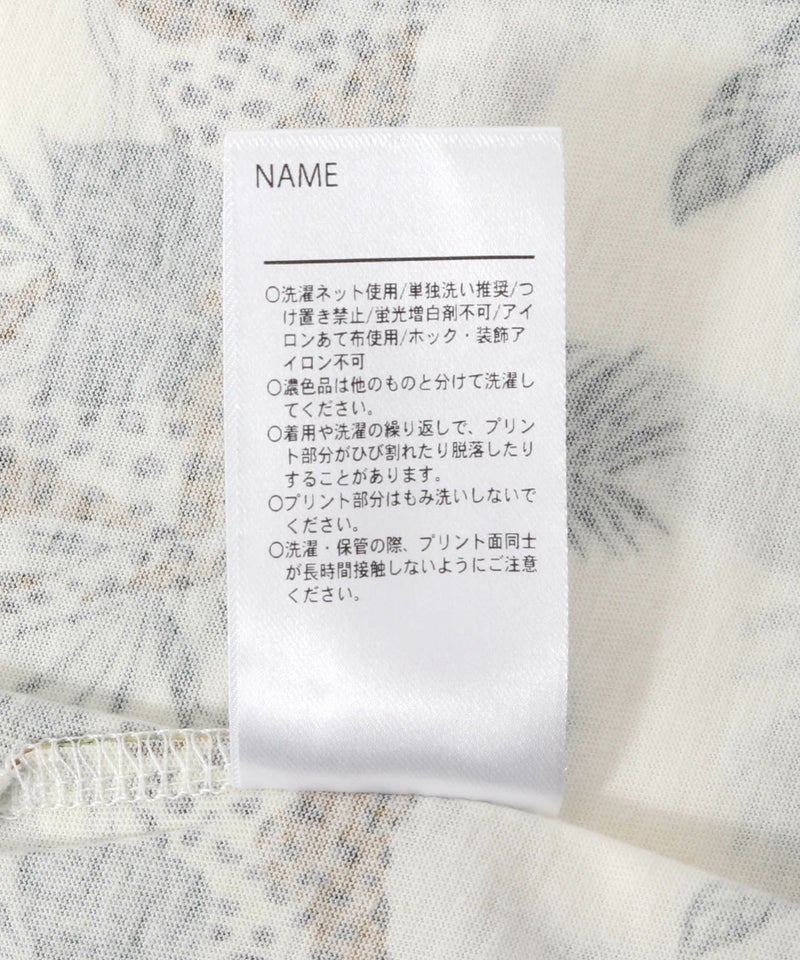 NAME
〇洗濯ネット使用/単独洗い推奨/つ
け置き禁止/蛍光増白剤不可/アイ
ロンあて布使用/ホック・装飾ア
イロン不可
〇濃色品は他のものと分けて洗濯し
てください。
〇着用や洗濯の繰り返しで、プリン
ト部分がひび割れたり脱落したり
することがあります。
〇プリント部分はもみ洗いしないで
ください。
〇洗濯・保管の際、プリント面同士
が長時間接触しないようにご注意
ください。